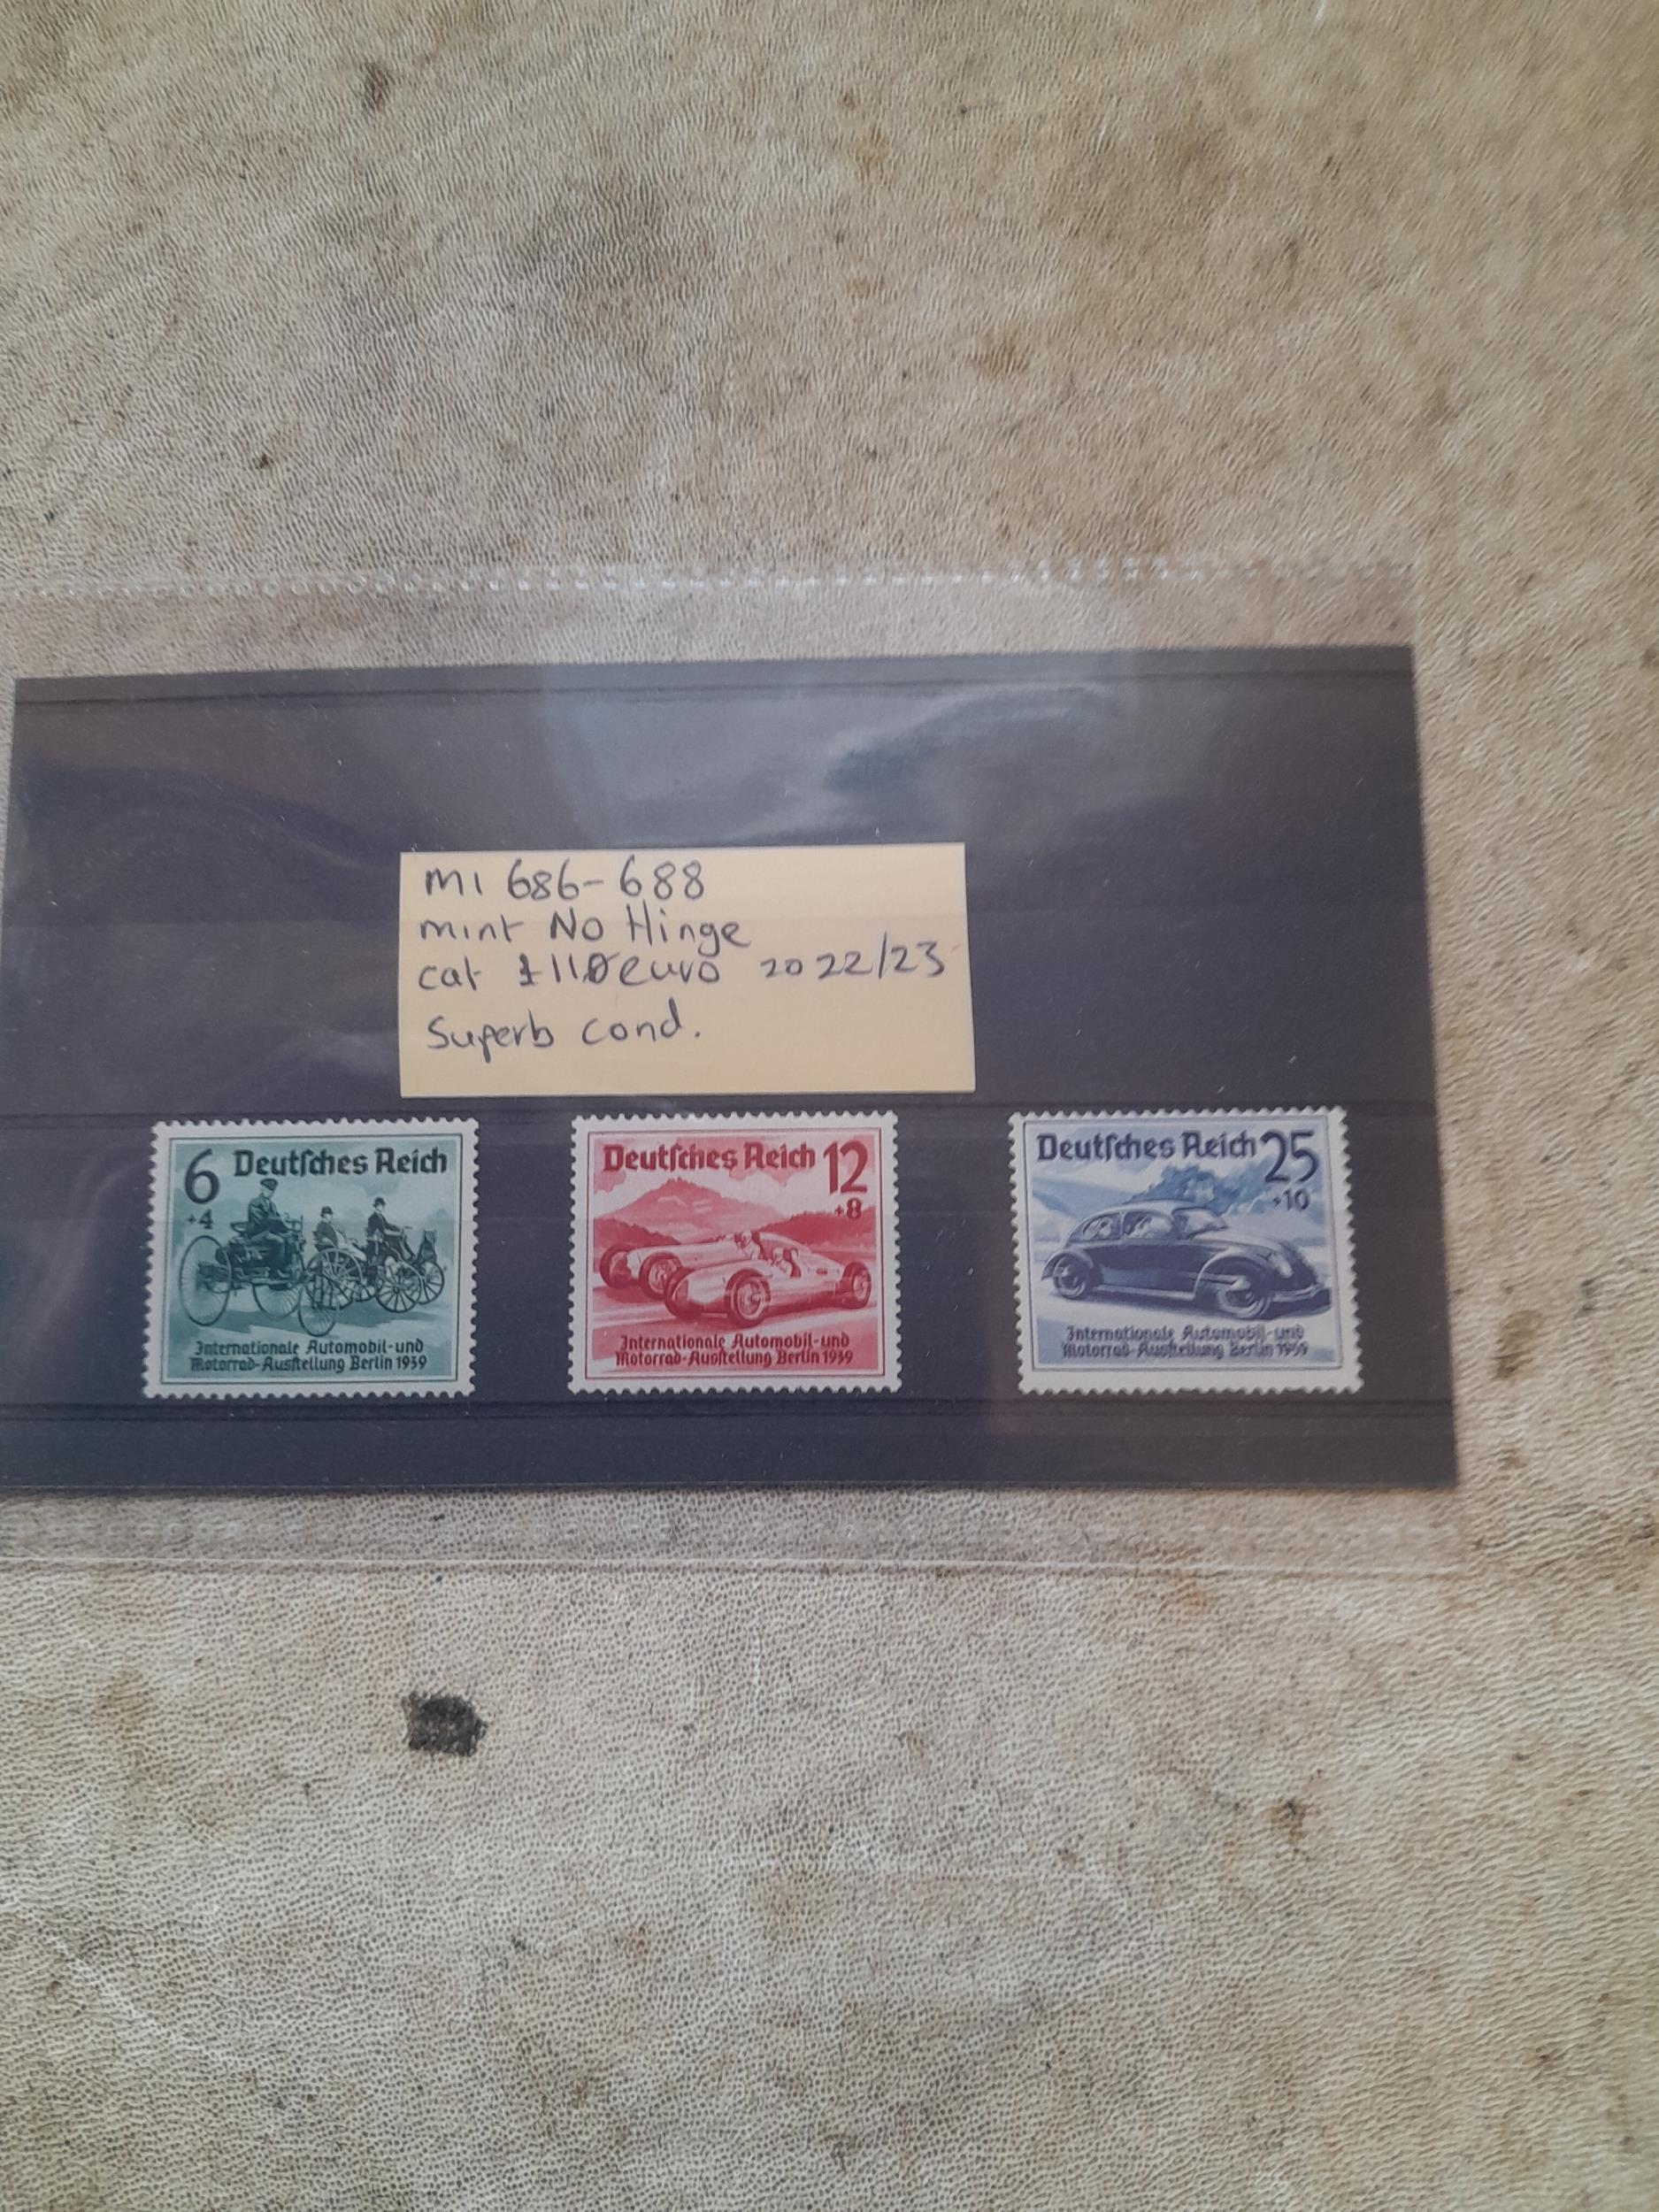 MI 686-688
mint No Hinge
cat £110 euro 2022/23
Superb cond.
6 Deutſches Reich
+4
Internationale Automobil-und
Motorrad-Ausſtellung Berlin 1939
Deutſches Reich 12
+8
Internationale Automobil-und
Motorrad-Ausſtellung Berlin 1939
Deutſches Reich 25
+10
Internationale Automobil-und
Motorrad-Ausſtellung Berlin 1939